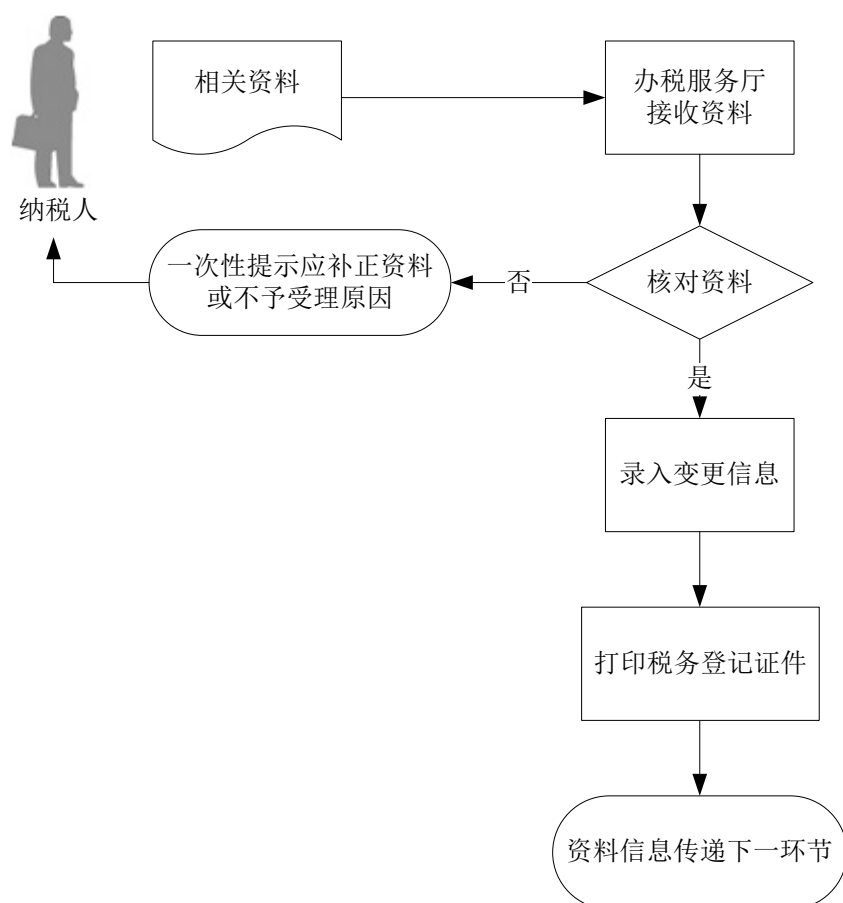 相关资料
办税服务厅
接收资料
纳税人
一次性提示应补正资料
或不予受理原因
否
核对资料
是
录入变更信息
打印税务登记证件
资料信息传递下一环节